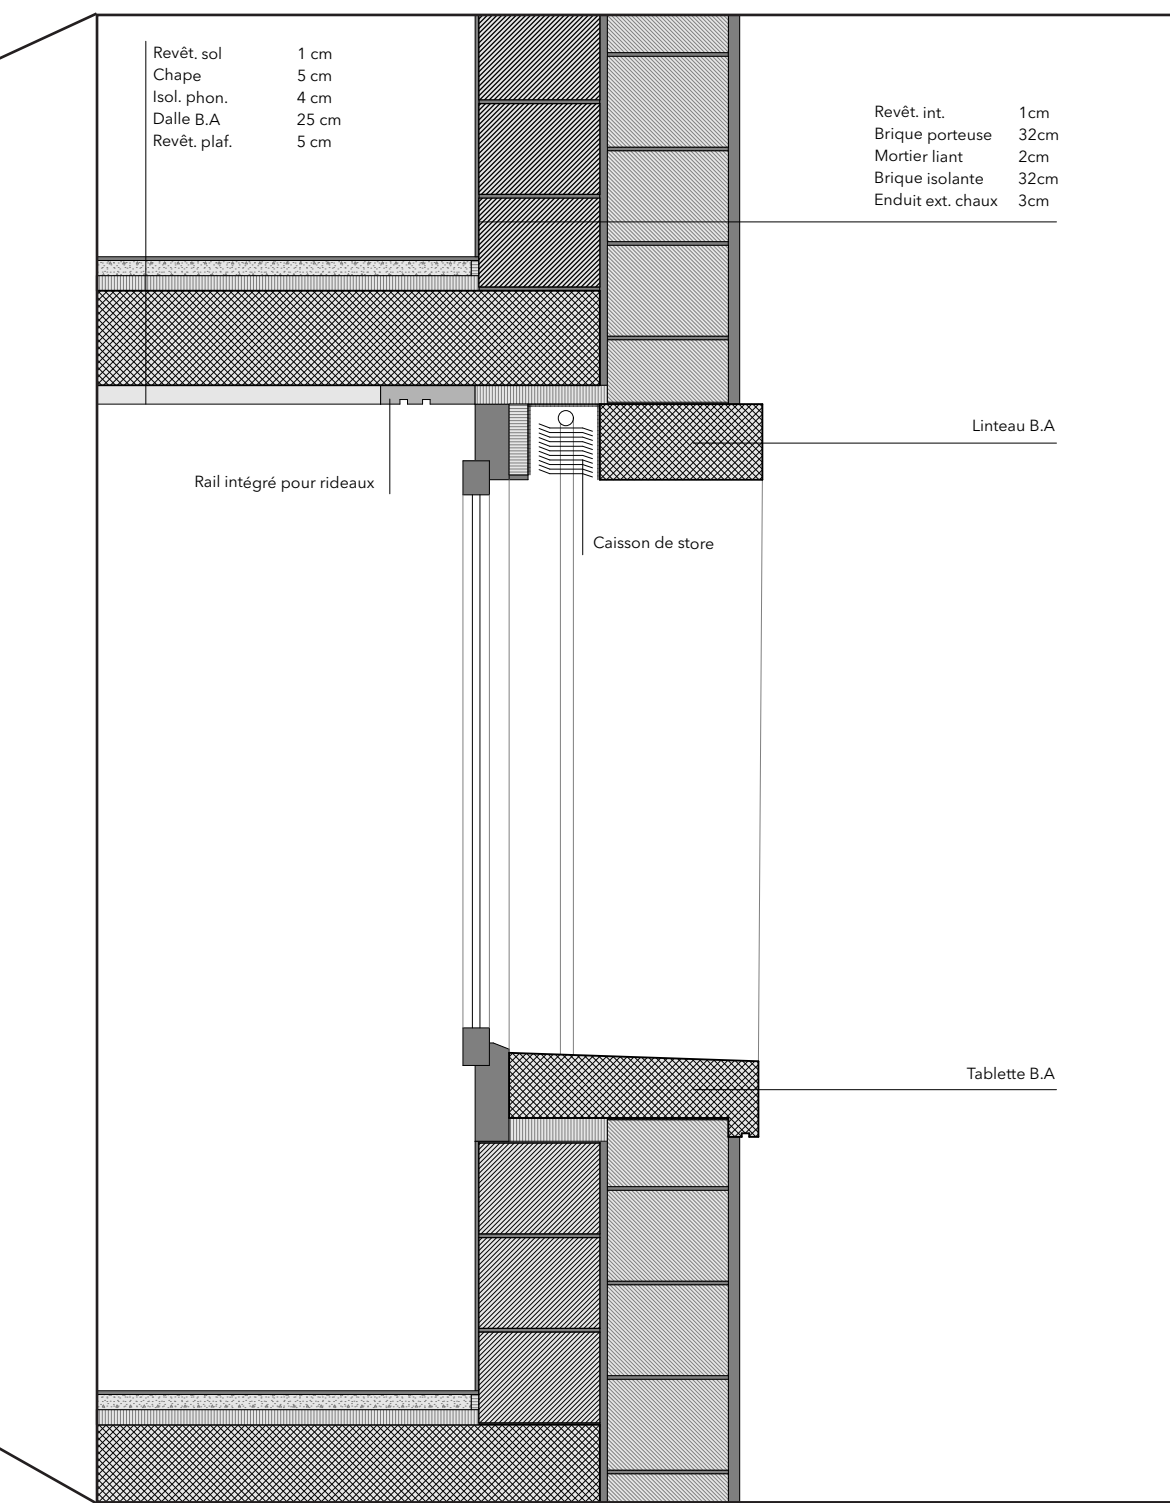 Revêt. sol 1 cm
Chape 5 cm
Isol. phon. 4 cm
Dalle B.A 25 cm
Revêt. plaf. 5 cm
Revêt. int. 1cm
Brique porteuse 32cm
Mortier liant 2cm
Brique isolante 32cm
Enduit ext. chaux 3cm
Linteau B.A
Rail intégré pour rideaux
Caisson de store
Tablette B.A